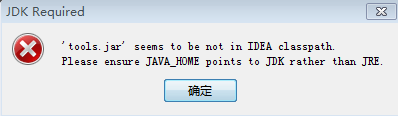 JDK Required
'tools.jar' seems to be not in IDEA classpath.
Please ensure JAVA_HOME points to JDK rather than JRE.
确定